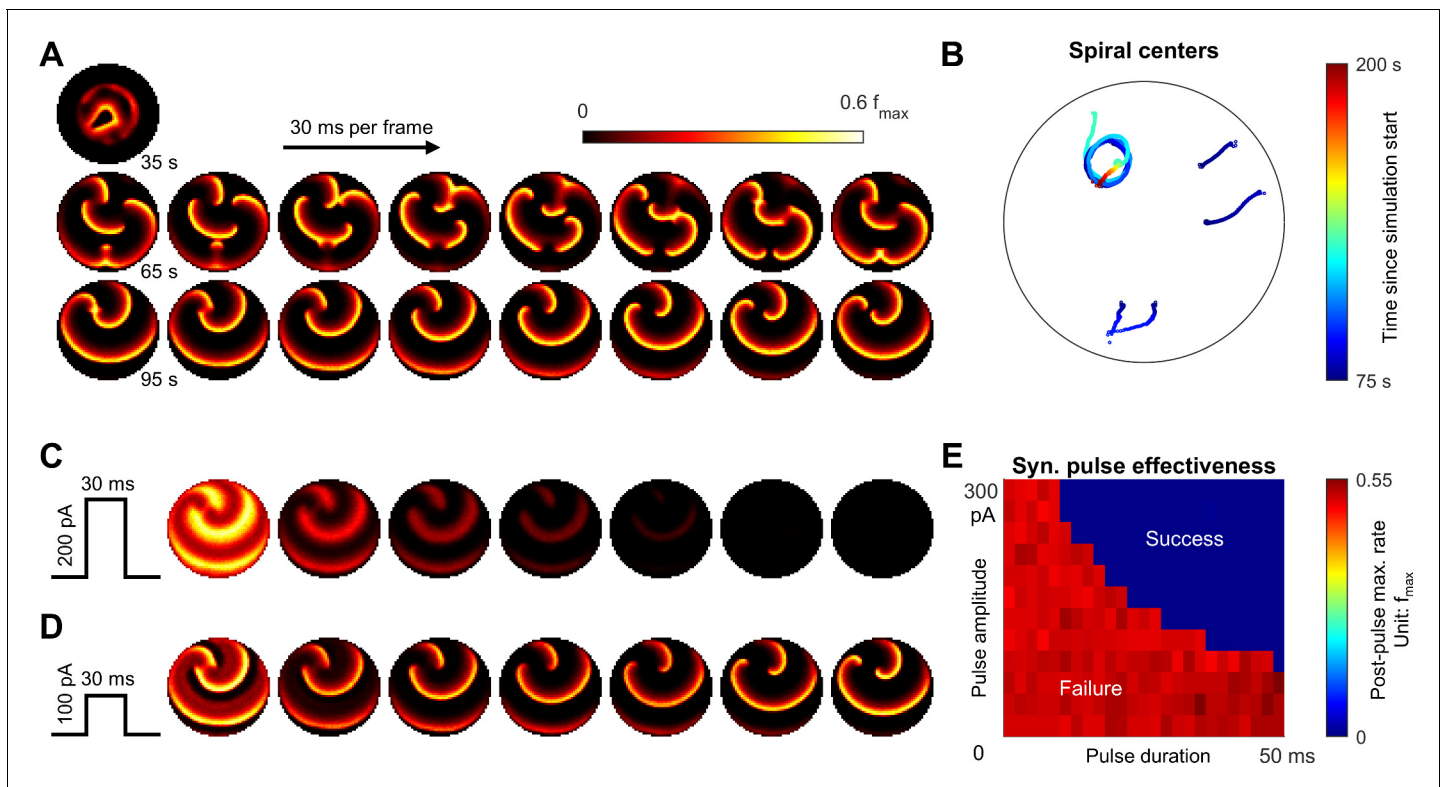 A
35 s
30 ms per frame
0
0.6 fmax
65 s
95 s
B
Spiral centers
200 s
Time since simulation start
75 s
C
30 ms
200 pA
D
30 ms
100 pA
E
Syn. pulse effectiveness
300
pA
Pulse amplitude
Success
Failure
0
Pulse duration
50 ms
0.55
Post-pulse max. rate
Unit: fmax
0